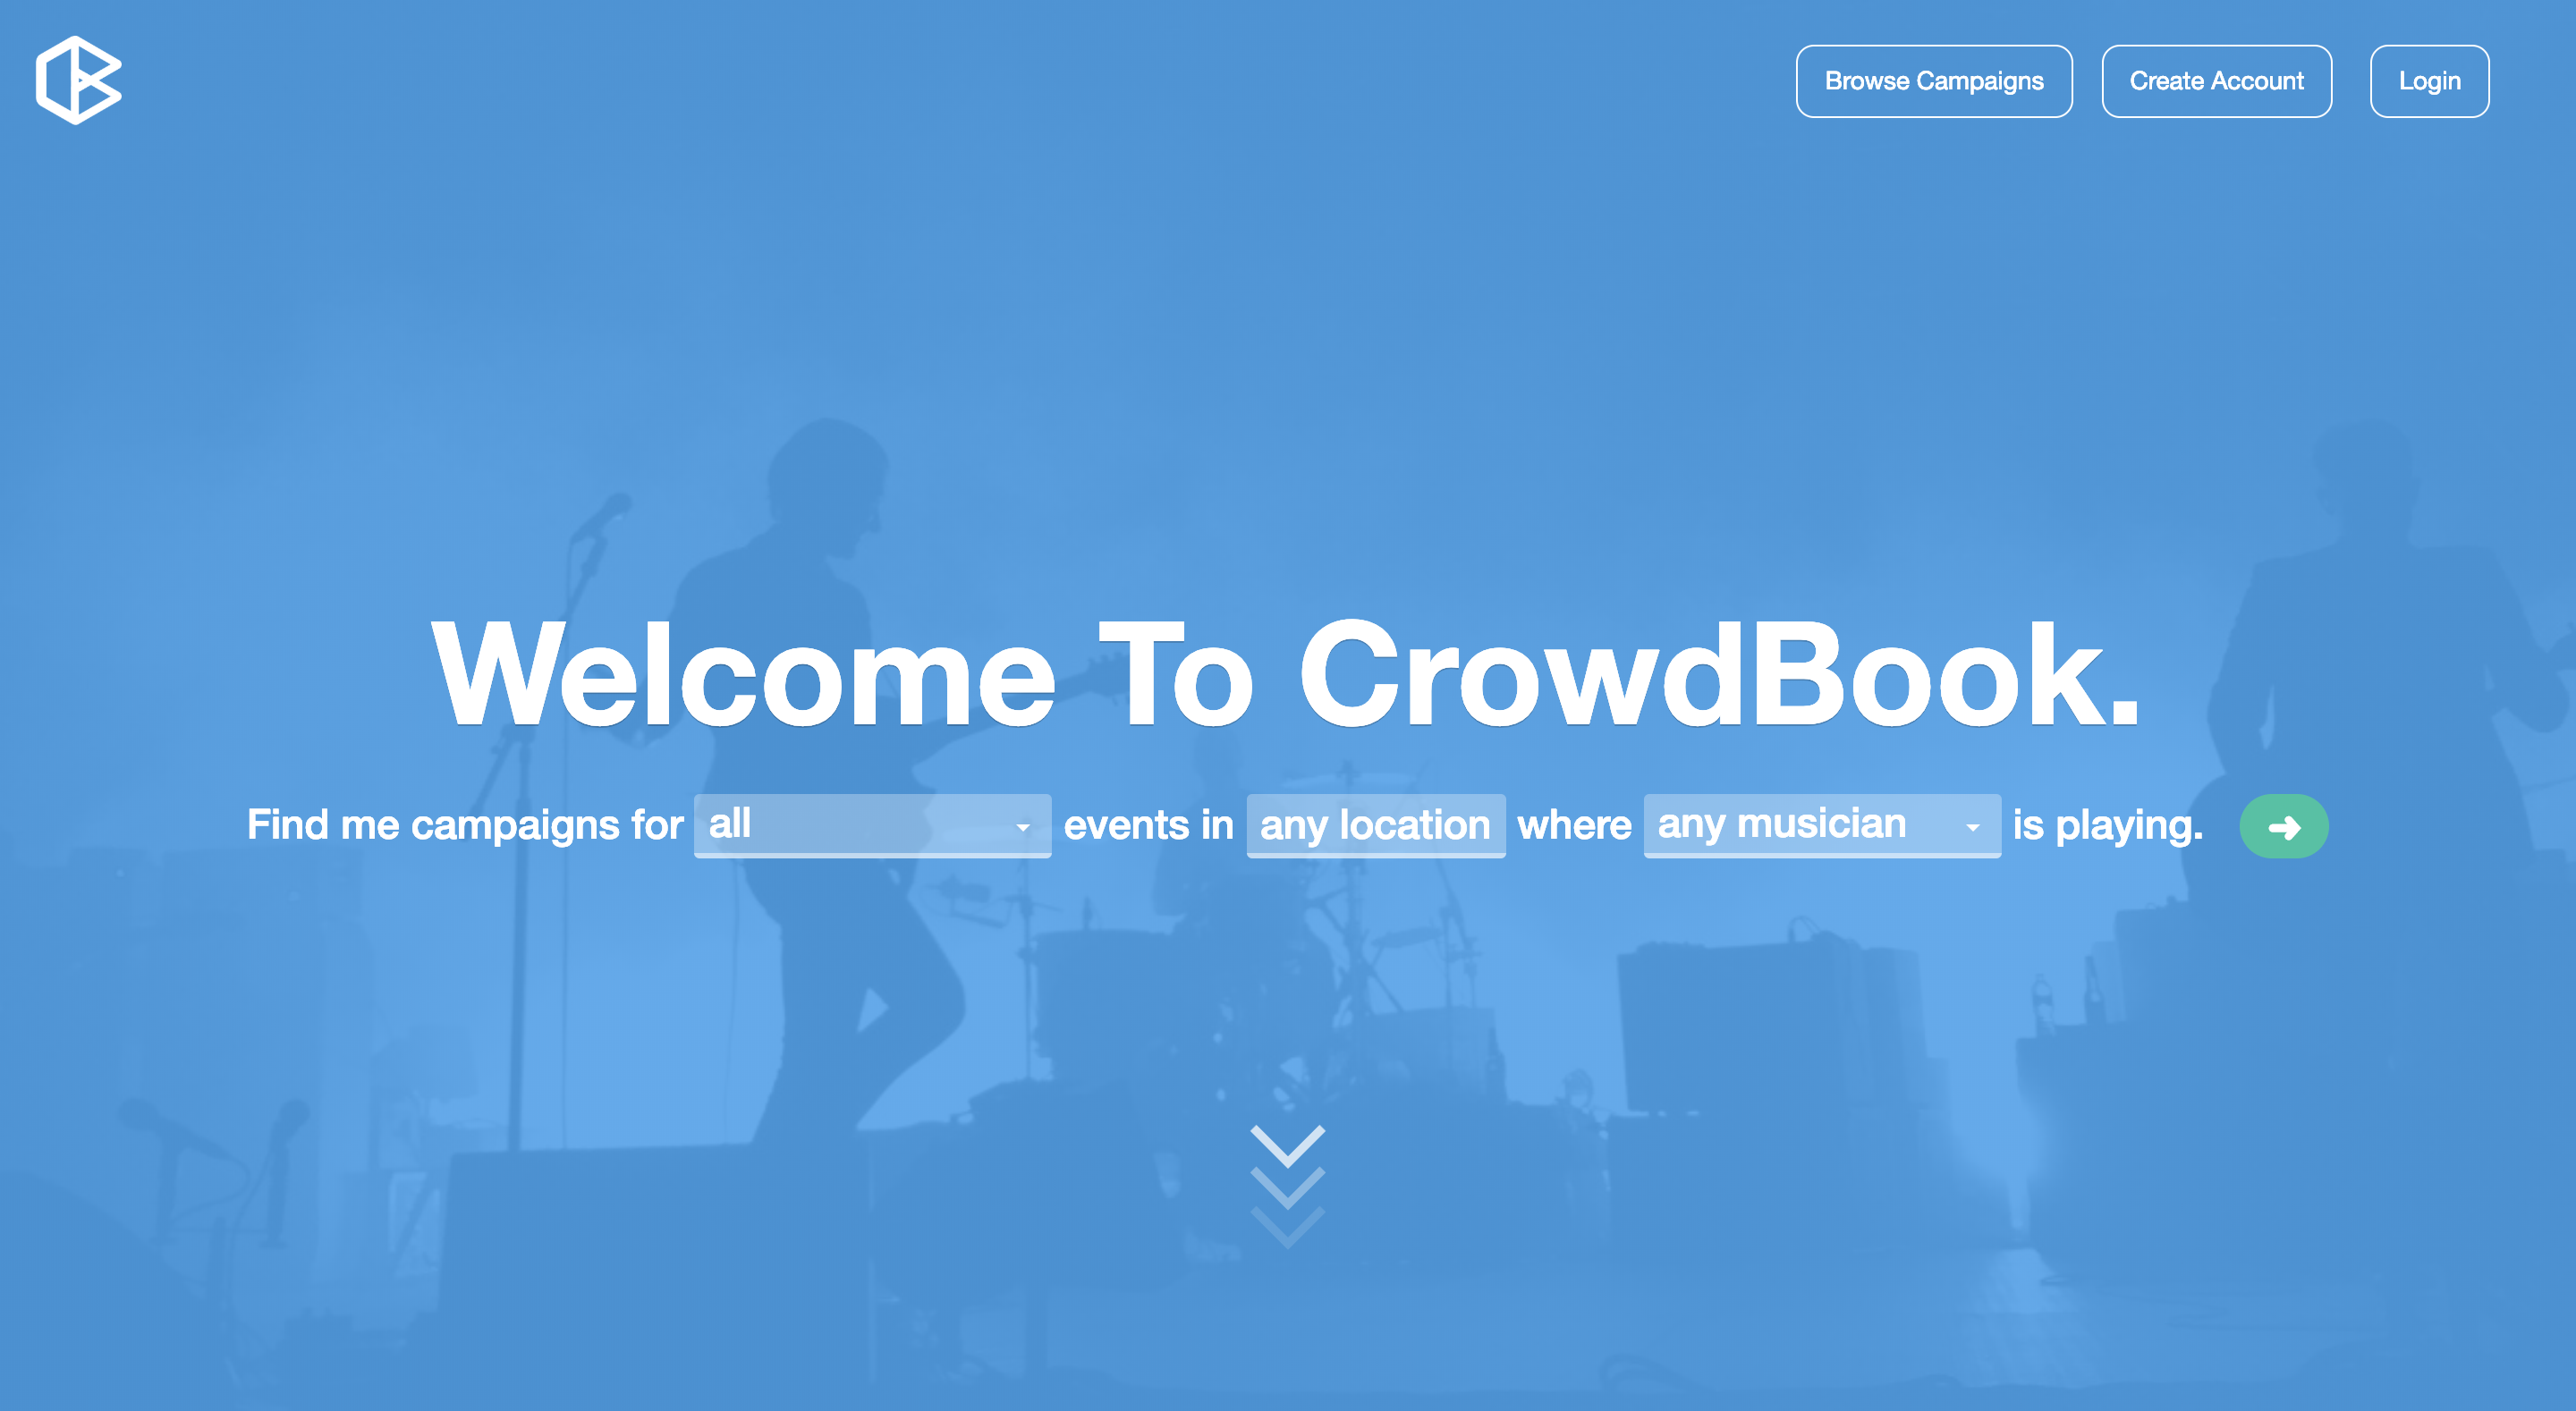 Browse Campaigns
Create Account
Login
Welcome To CrowdBook.
Find me campaigns for all events in any location where any musician is playing.